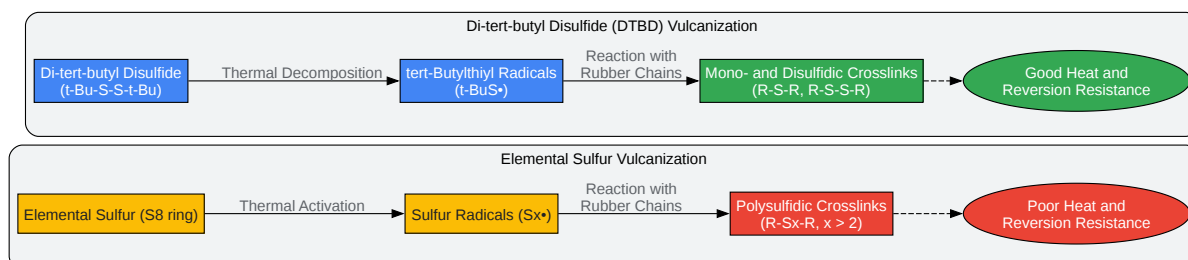 Di-tert-butyl Disulfide (DTBD) Vulcanization
Di-tert-butyl Disulfide
(t-Bu-S-S-t-Bu)
Thermal Decomposition
tert-Butylthiyl Radicals
(t-BuS•)
Reaction with
Rubber Chains
Mono- and Disulfidic Crosslinks
(R-S-R, R-S-S-R)
Good Heat and
Reversion Resistance
Elemental Sulfur Vulcanization
Elemental Sulfur (S8 ring)
Thermal Activation
Sulfur Radicals (Sx•)
Reaction with
Rubber Chains
Polysulfidic Crosslinks
(R-Sx-R, x > 2)
Poor Heat and
Reversion Resistance